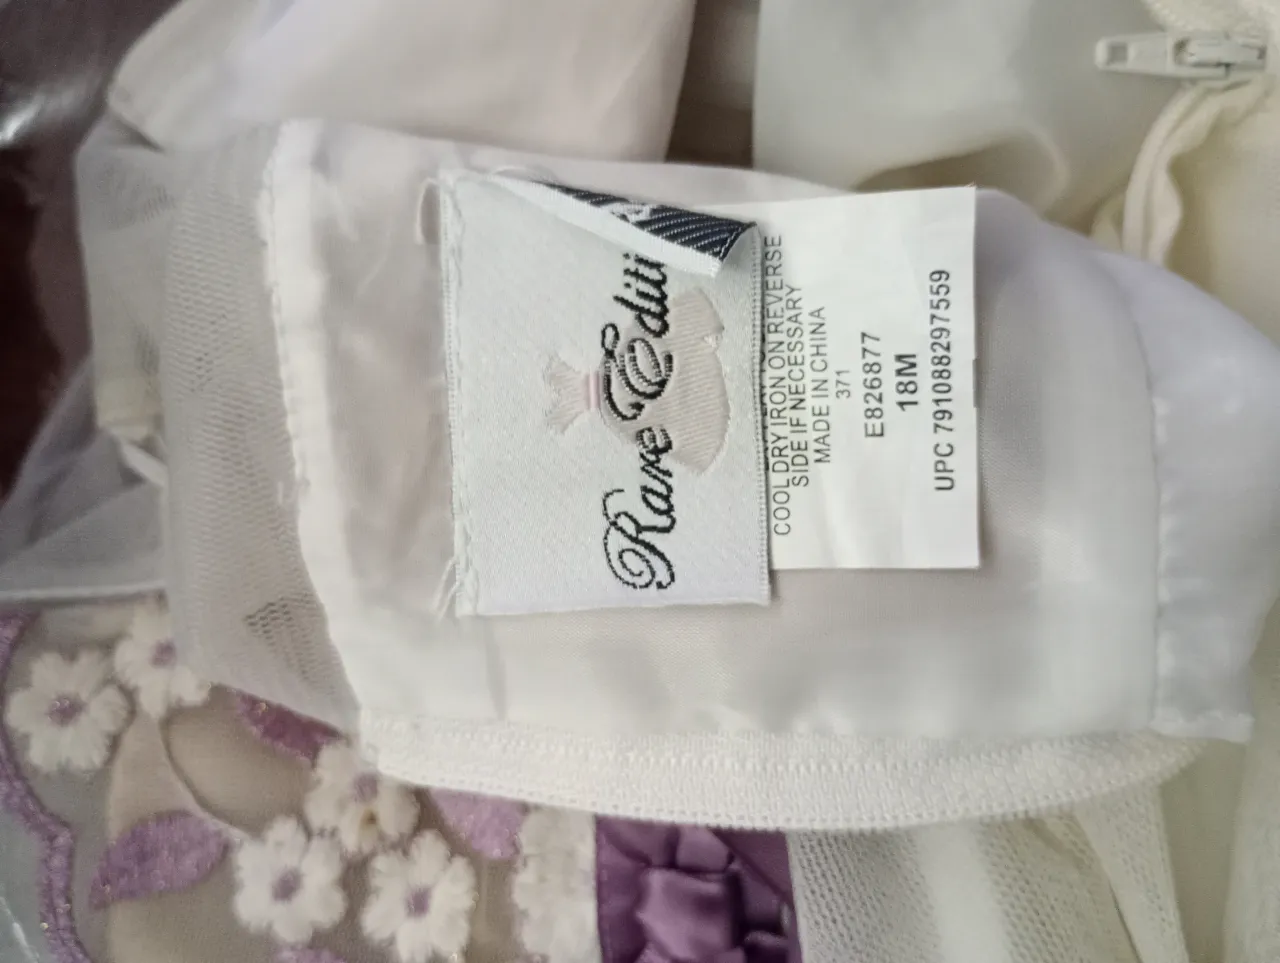 Rare Editi
COOL DRY IRON ON REVERSE
SIDE IF NECESSARY
MADE IN CHINA
371
E826877
18M
UPC 791088297559